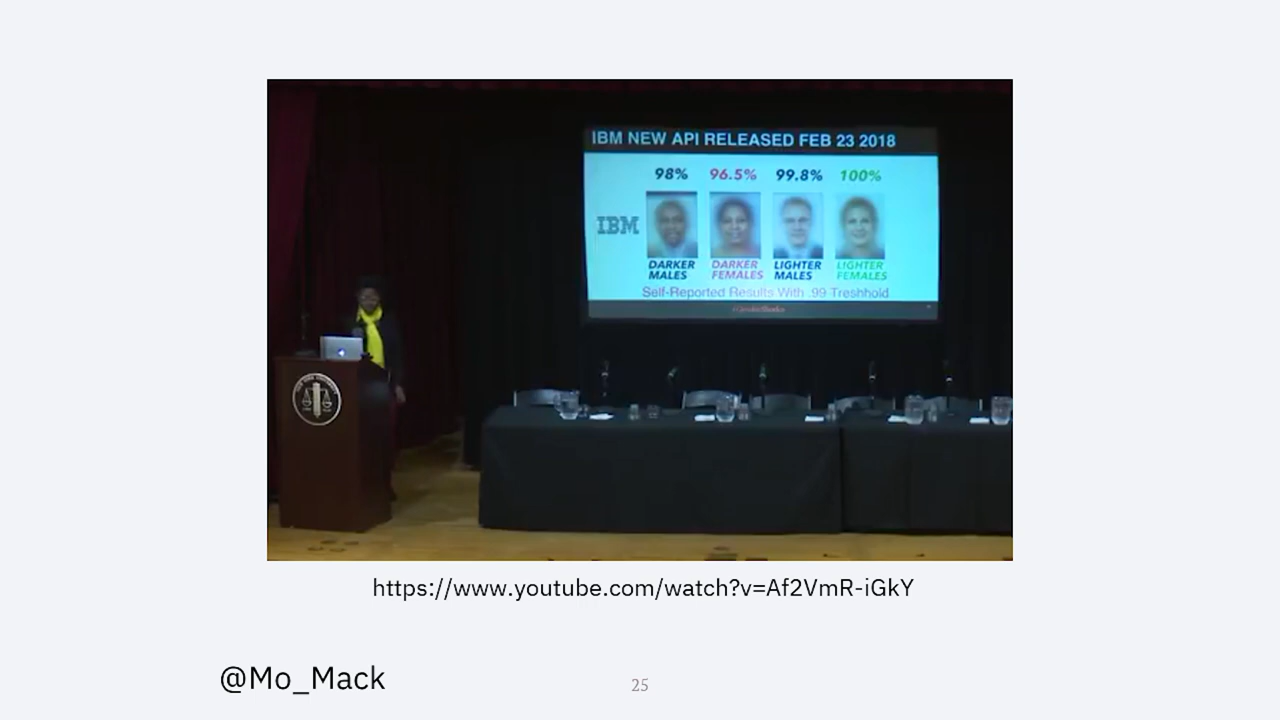 IBM NEW API RELEASED FEB 23 2018
98% 96.5% 99.8% 100%
IBM
DARKER MALES DARKER FEMALES LIGHTER MALES LIGHTER FEMALES
Self-Reported Results With .99 Treshhold
https://www.youtube.com/watch?v=Af2VmR-iGkY
@Mo_Mack
25